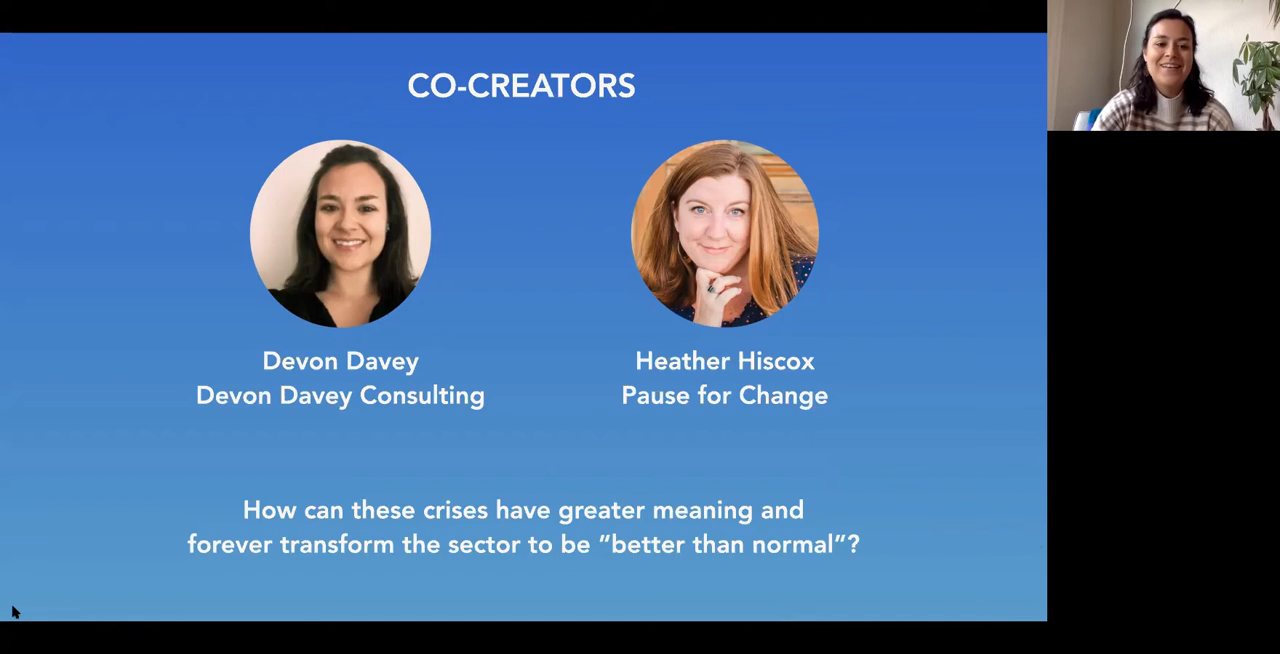 CO-CREATORS
Devon Davey
Devon Davey Consulting
Heather Hiscox
Pause for Change
How can these crises have greater meaning and
forever transform the sector to be “better than normal”?